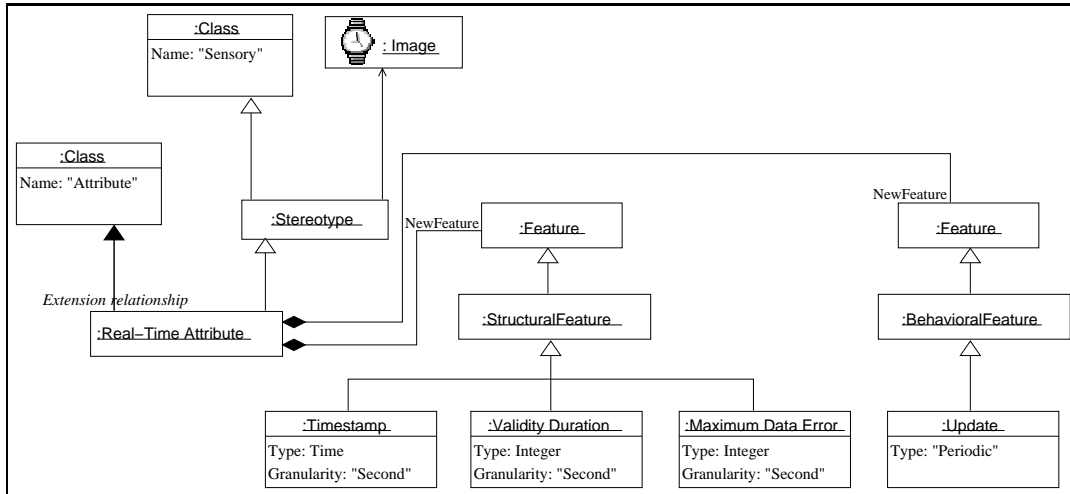 :Class
Name: "Sensory"
: Image
:Class
Name: "Attribute"
:Stereotype
NewFeature
:Feature
NewFeature
:Feature
Extension relationship
:Real–Time Attribute
:StructuralFeature
:BehavioralFeature
:Timestamp
Type: Time
Granularity: "Second"
:Validity Duration
Type: Integer
Granularity: "Second"
:Maximum Data Error
Type: Integer
Granularity: "Second"
:Update
Type: "Periodic"